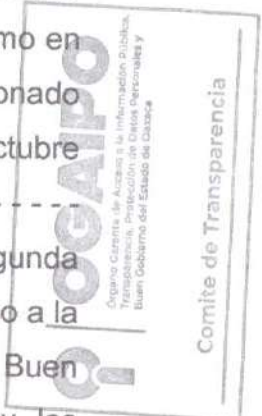 mo en
onado
ctubre
- - - - - - - - -
gunda
o a la
Buen
OGAIPO
Órgano Garante de Acceso a la Información Pública,
Transparencia, Protección de Datos Personales y
Buen Gobierno del Estado de Oaxaca
Comite de Transparencia